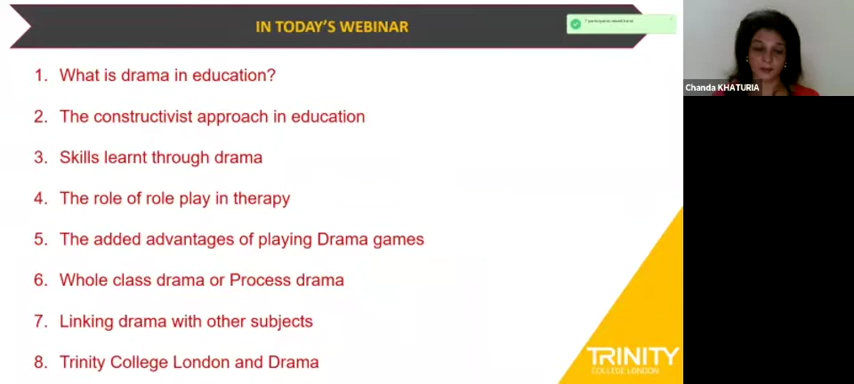 IN TODAY'S WEBINAR
1. What is drama in education?
2. The constructivist approach in education
3. Skills learnt through drama
4. The role of role play in therapy
5. The added advantages of playing Drama games
6. Whole class drama or Process drama
7. Linking drama with other subjects
8. Trinity College London and Drama
Chanda KHATURIA
TRINITY
COLLEGE LONDON